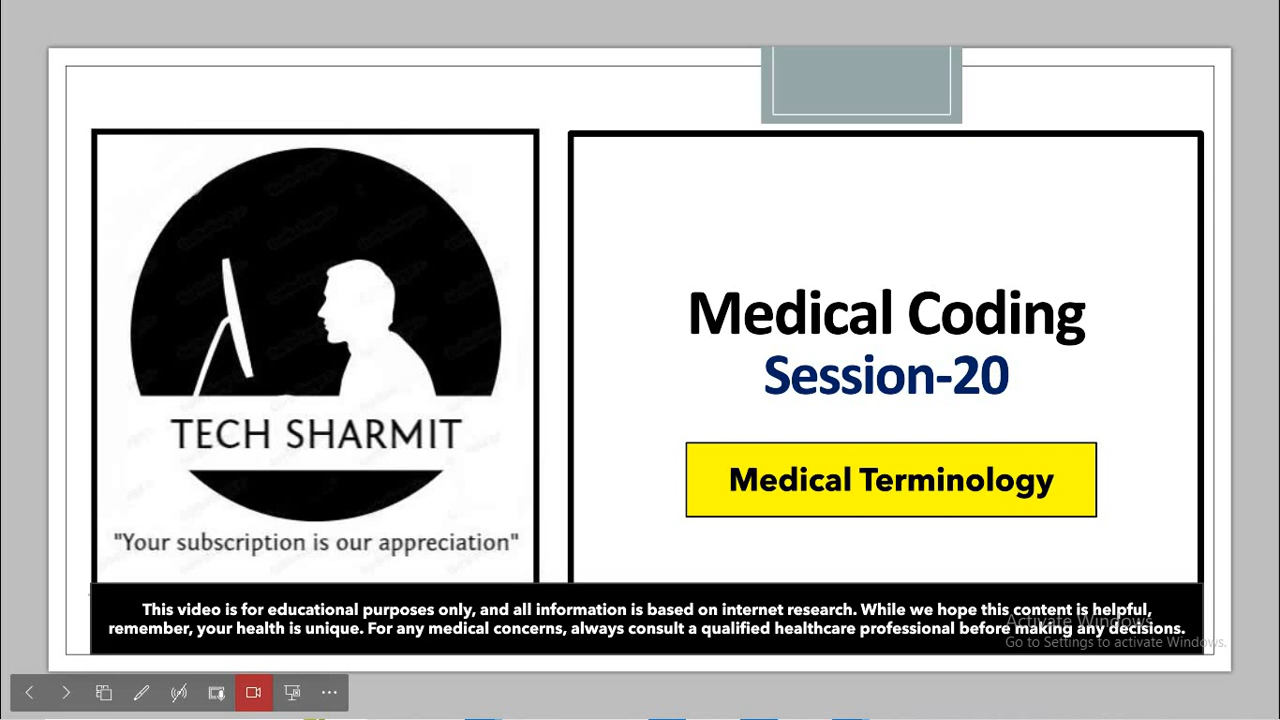 TECH SHARMIT
"Your subscription is our appreciation"
Medical Coding
Session-20
Medical Terminology
This video is for educational purposes only, and all information is based on internet research. While we hope this content is helpful,
remember, your health is unique. For any medical concerns, always consult a qualified healthcare professional before making any decisions.
Activate Windows
Go to Settings to activate Windows.